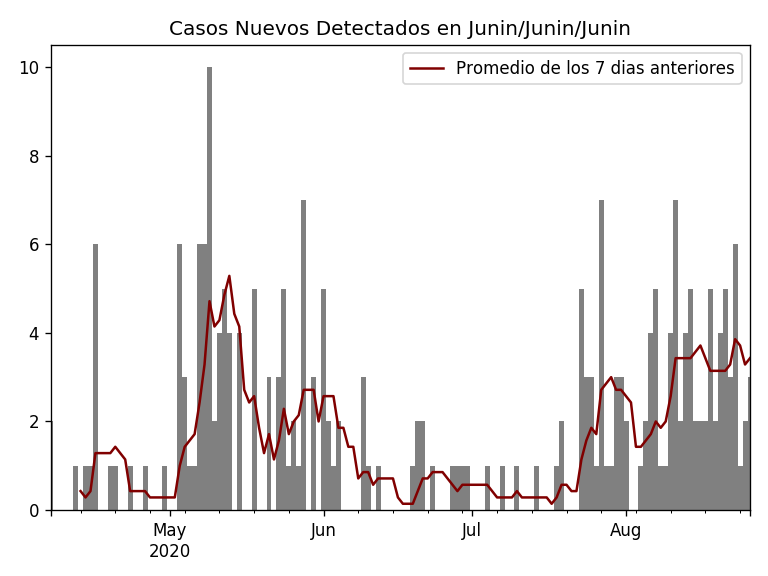 Casos Nuevos Detectados en Junin/Junin/Junin
Promedio de los 7 dias anteriores
10
8
6
4
2
0
May
2020
Jun
Jul
Aug